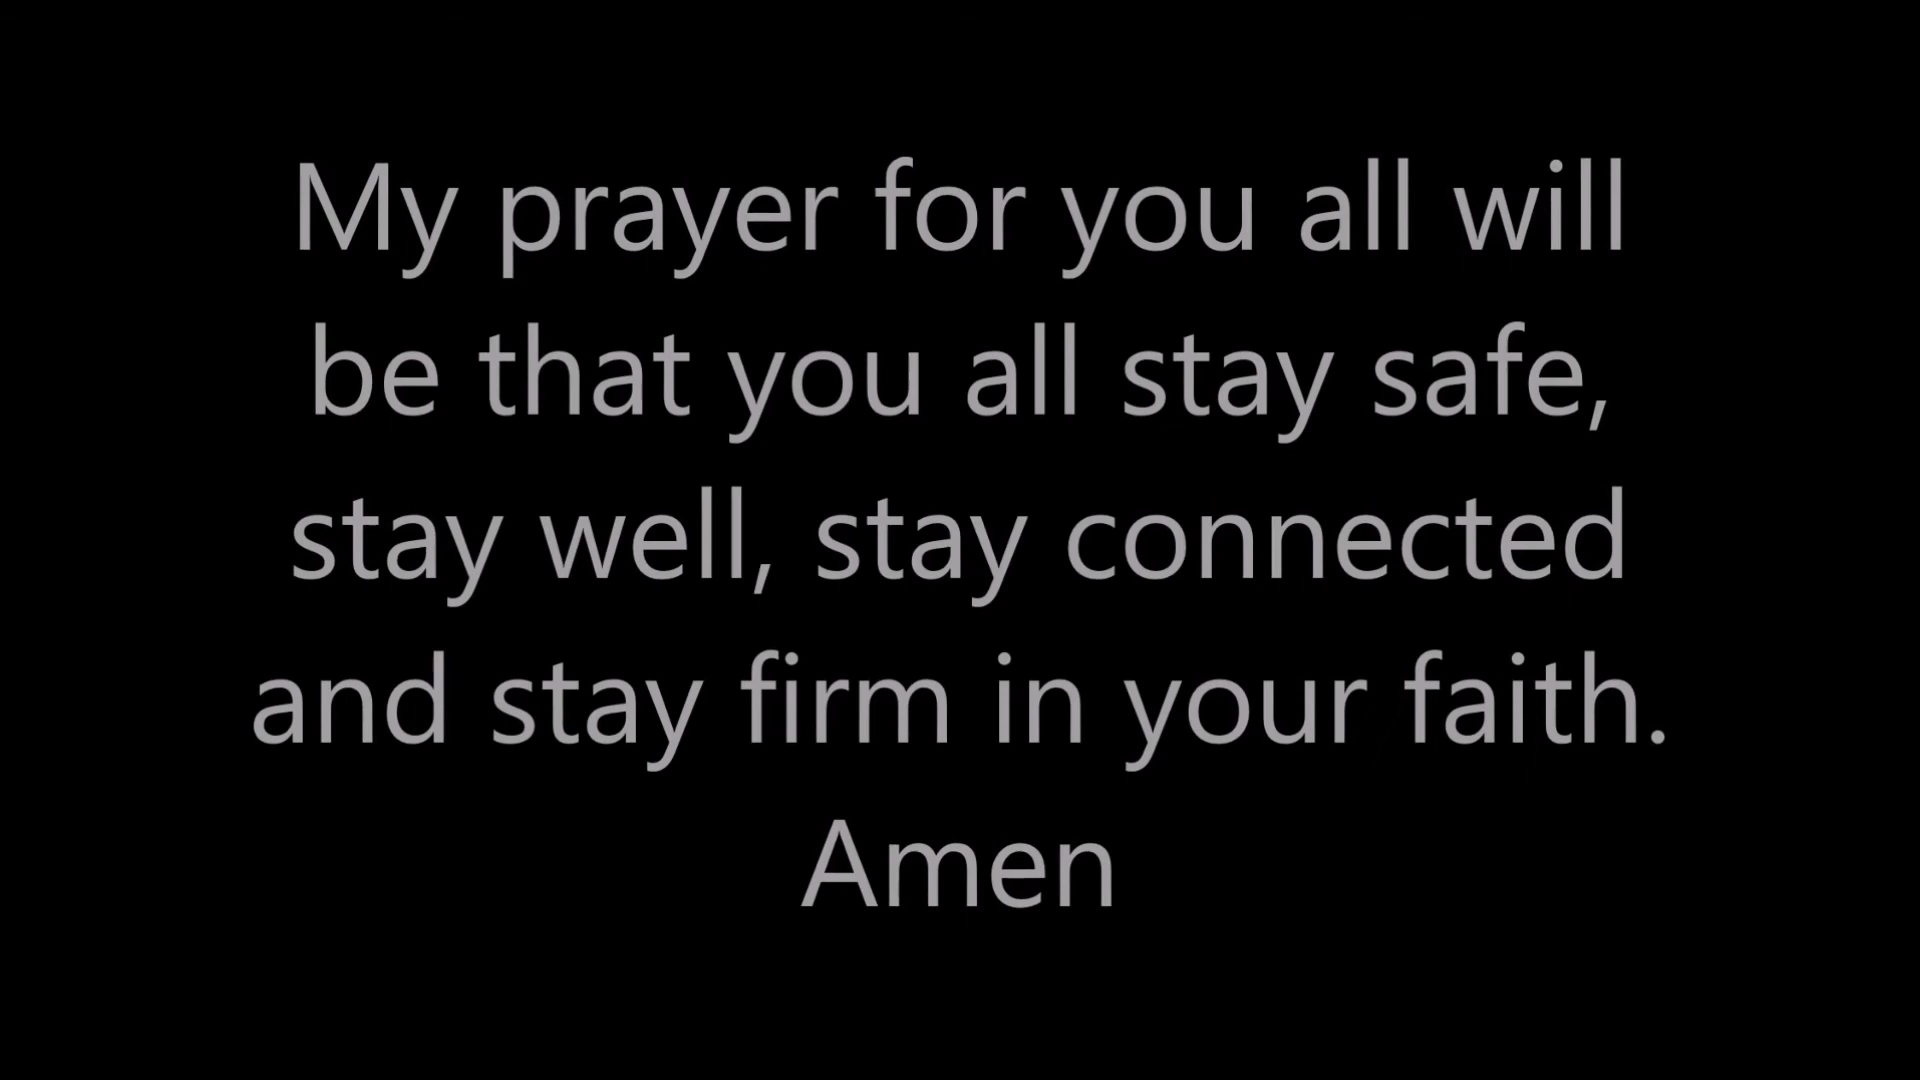 My prayer for you all will
be that you all stay safe,
stay well, stay connected
and stay firm in your faith.
Amen